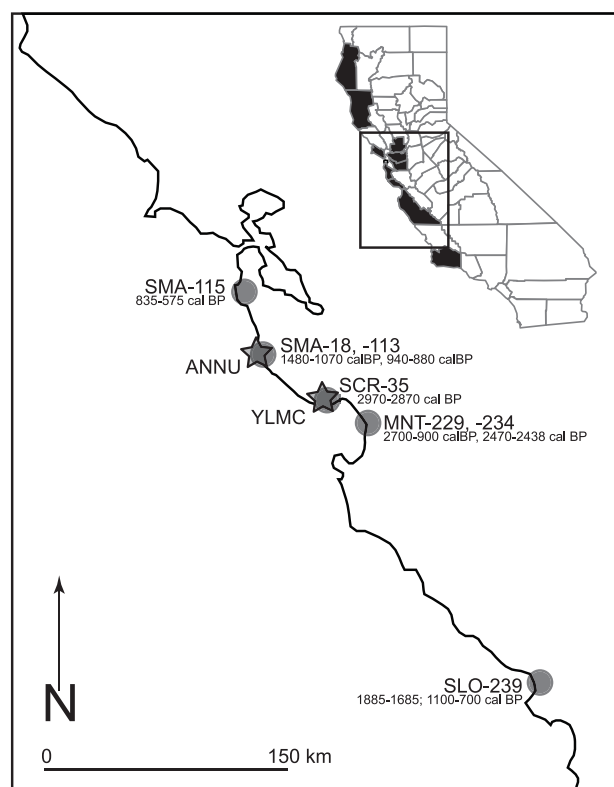 SMA-115
835-575 cal BP
SMA-18, -113
1480-1070 calBP, 940-880 calBP
ANNU
SCR-35
2970-2870 cal BP
YLMC
MNT-229, -234
2700-900 calBP, 2470-2438 cal BP
SLO-239
1885-1685; 1100-700 cal BP
N
0 150 km